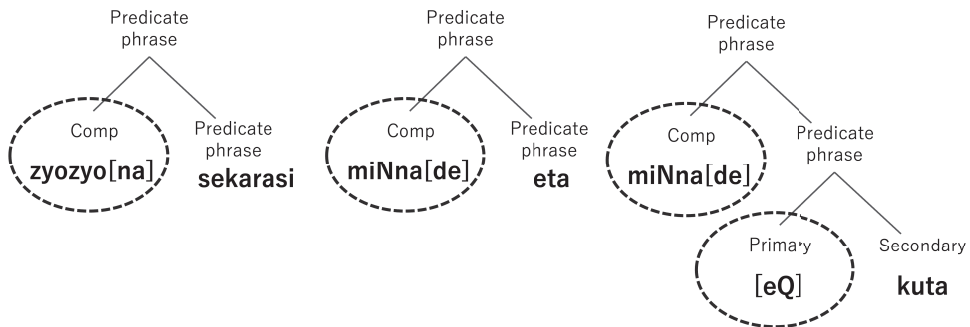 Predicate
phrase
Comp
zyozyo[na]
Predicate
phrase
sekarasi
Predicate
phrase
Comp
miNna[de]
Predicate
phrase
eta
Predicate
phrase
Comp
miNna[de]
Predicate
phrase
Primary
[eQ]
Secondary
kuta